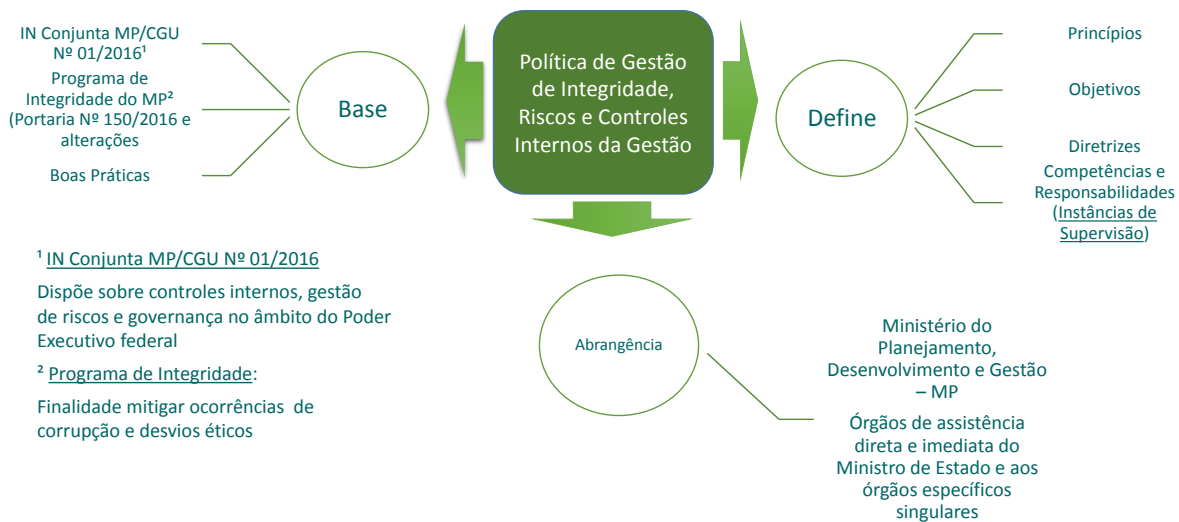 IN Conjunta MP/CGU
Nº 01/2016¹
Programa de
Integridade do MP²
(Portaria Nº 150/2016 e
alterações
Boas Práticas
Base
Política de Gestão
de Integridade,
Riscos e Controles
Internos da Gestão
Define
Princípios
Objetivos
Diretrizes
Competências e
Responsabilidades
(Instâncias de
Supervisão)
¹ IN Conjunta MP/CGU Nº 01/2016
Dispõe sobre controles internos, gestão
de riscos e governança no âmbito do Poder
Executivo federal
² Programa de Integridade:
Finalidade mitigar ocorrências de
corrupção e desvios éticos
Abrangência
Ministério do
Planejamento,
Desenvolvimento e Gestão
– MP
Órgãos de assistência
direta e imediata do
Ministro de Estado e aos
órgãos específicos
singulares